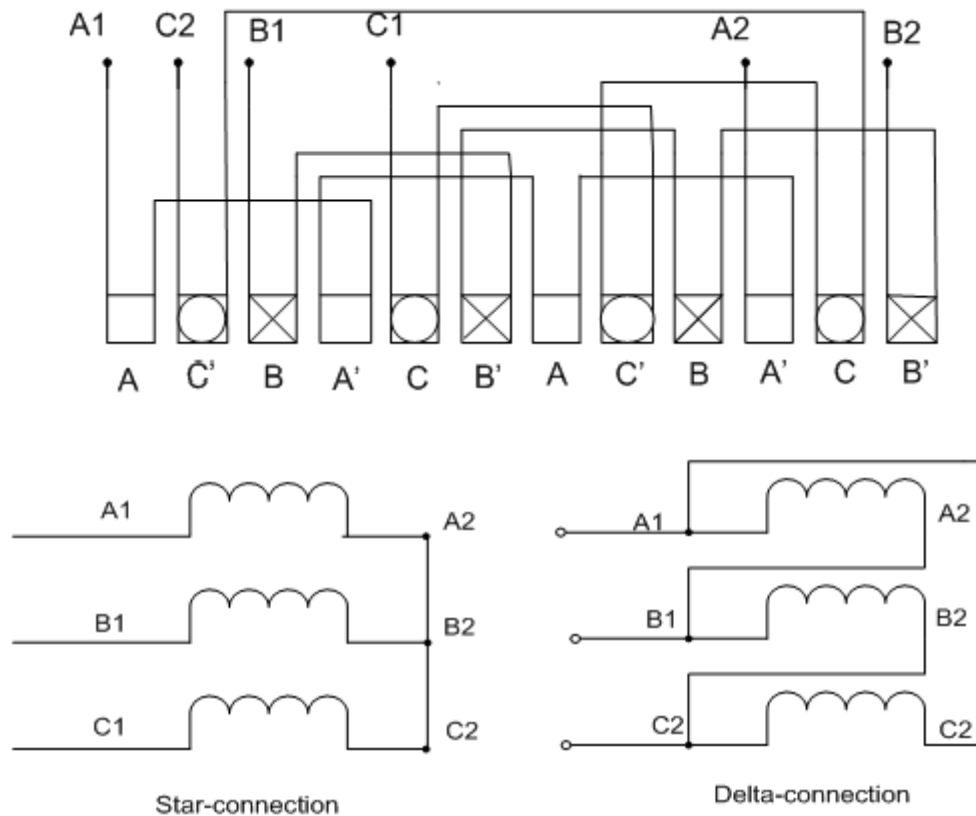 A1 C2 B1 C1 A2 B2
A C' B A' C B' A C' B A' C B'
A1 A2
B1 B2
C1 C2
Star-connection
A1 A2
B1 B2
C2 C2
Delta-connection